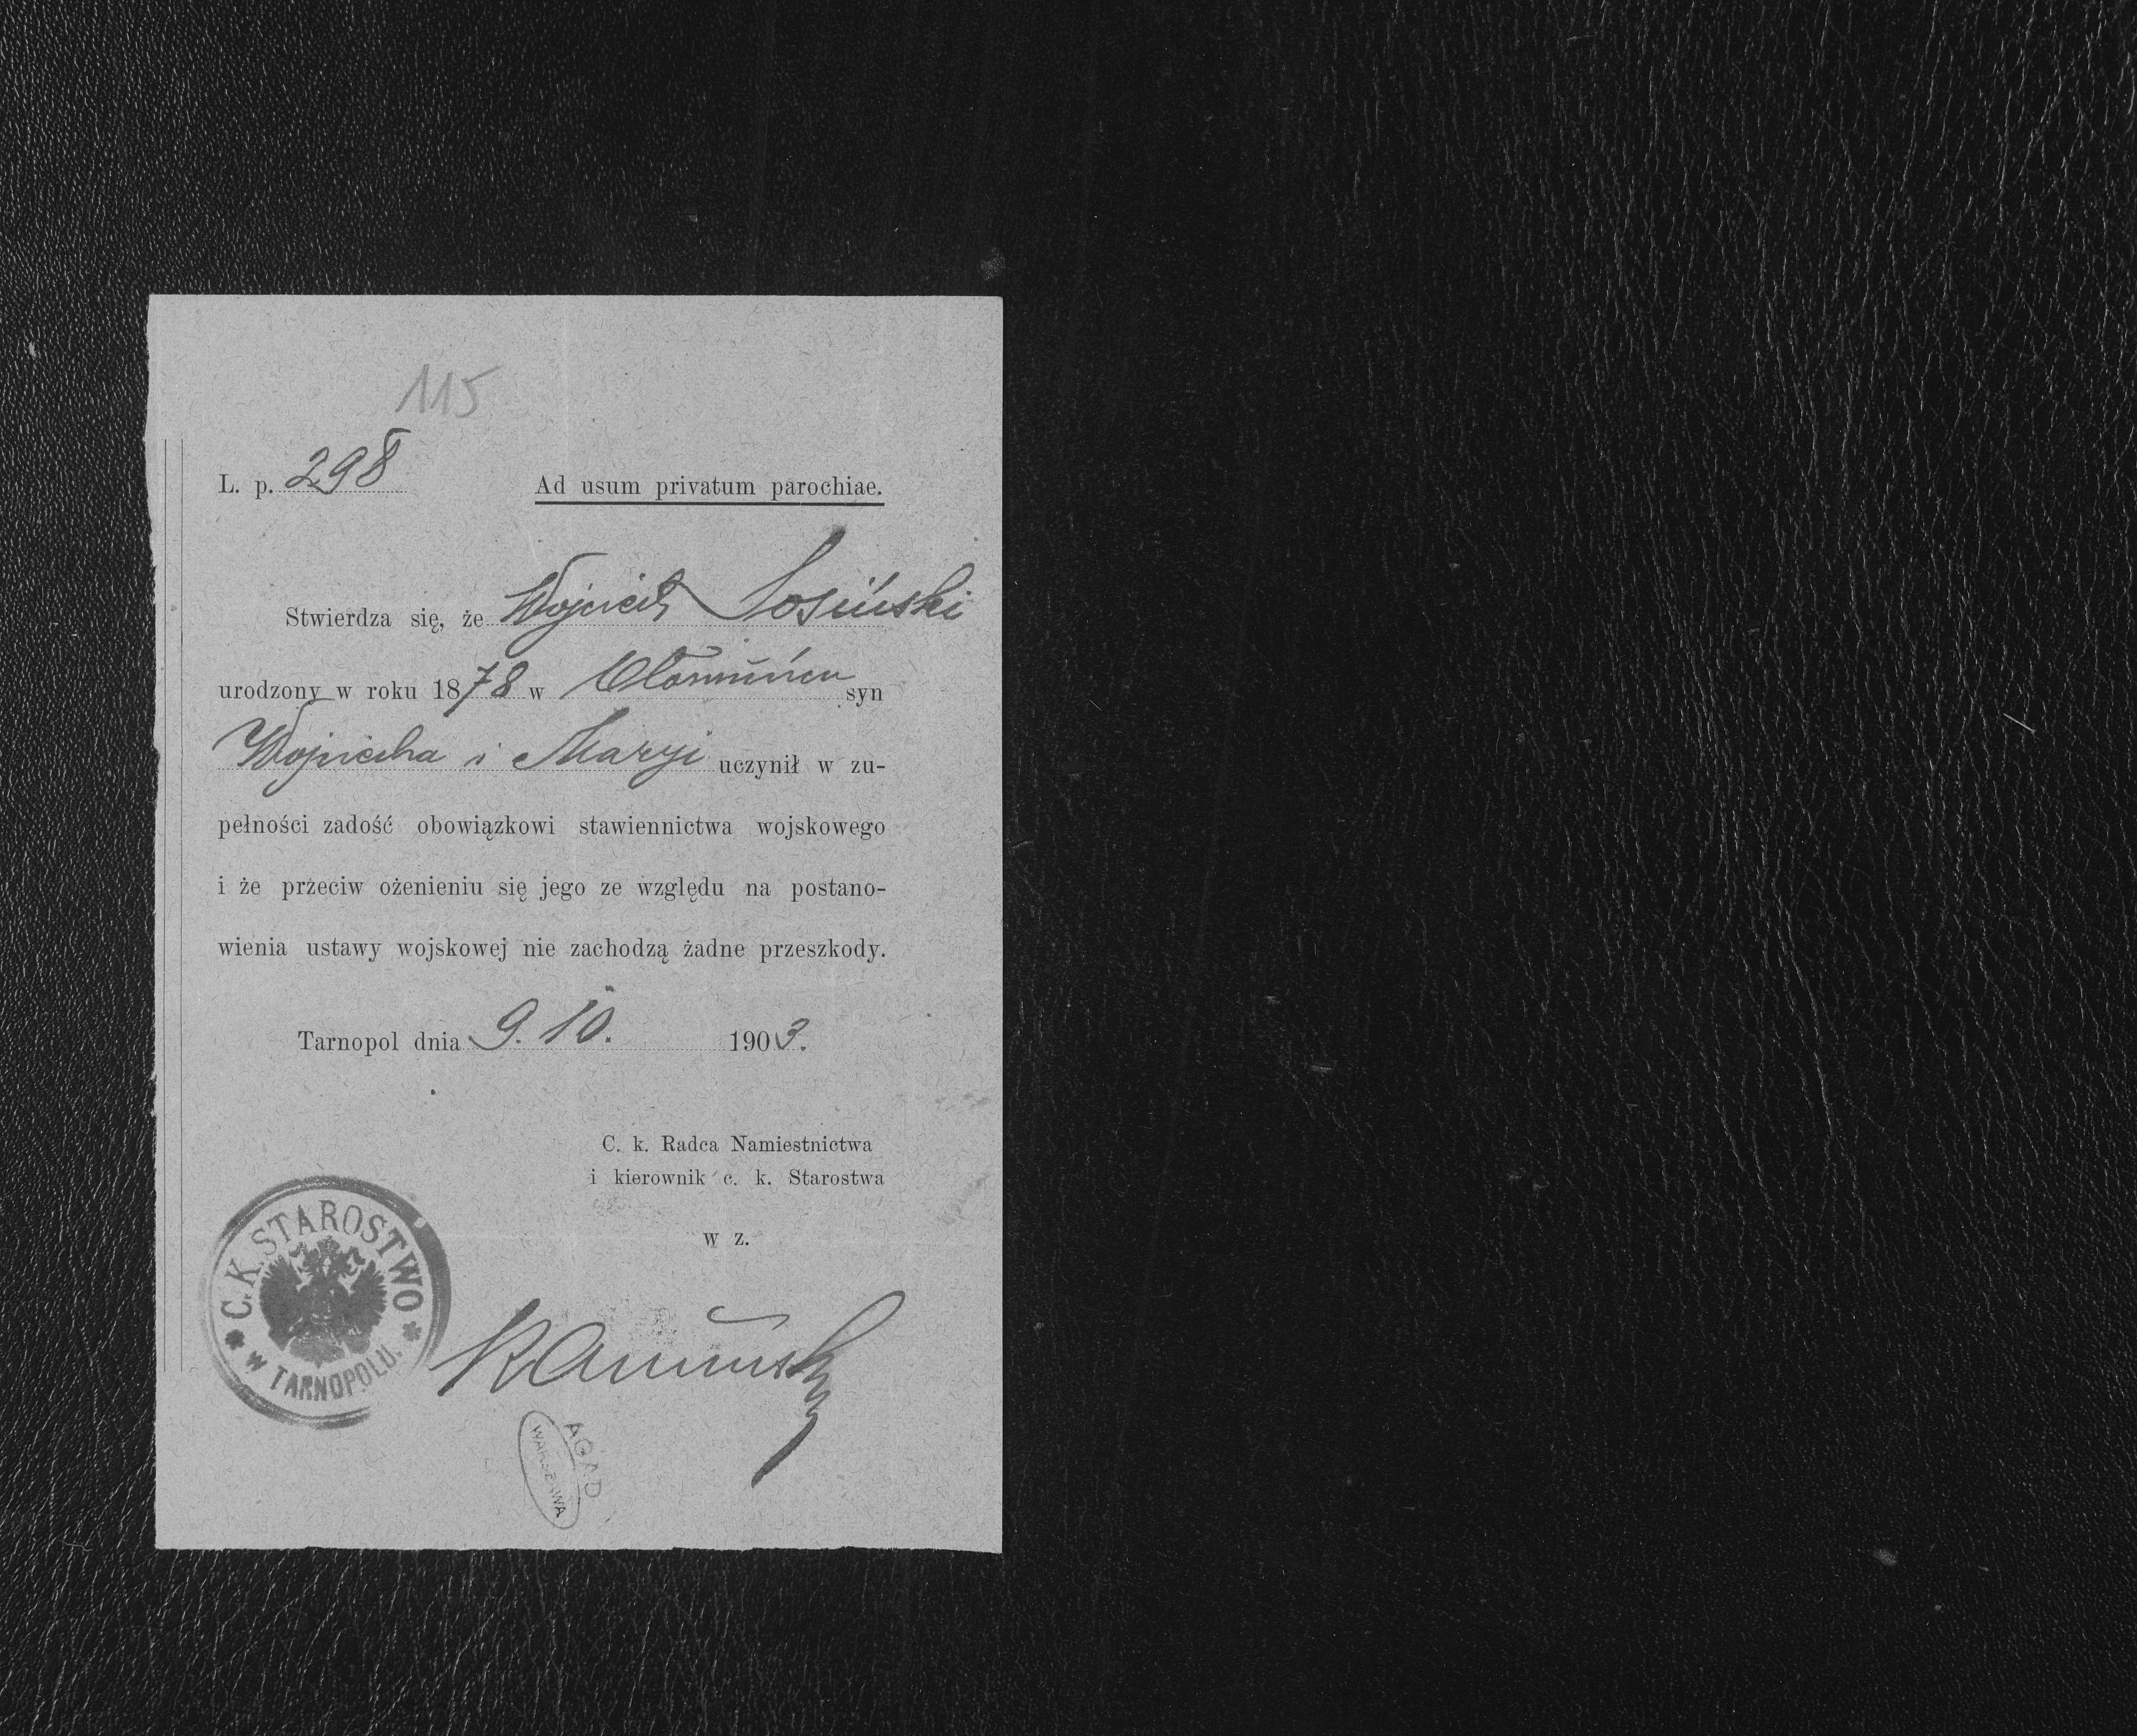 115
L. p. 298
Ad usum privatum parochiae.
Stwierdza się, że Wojciech Sosiński
urodzony w roku 1878 w Ołomuńcu syn
Wojciecha i Maryi uczynił w zu-
pełności zadość obowiązkowi stawiennictwa wojskowego
i że przeciw ożenieniu się jego ze względu na postano-
wienia ustawy wojskowej nie zachodzą żadne przeszkody.
Tarnopol dnia 9. 10. 1903.
C. k. Radca Namiestnictwa
i kierownik c. k. Starostwa
w z.
C. K. STAROSTWO
W TARNOPOLU.
AGAD
WARSZAWA